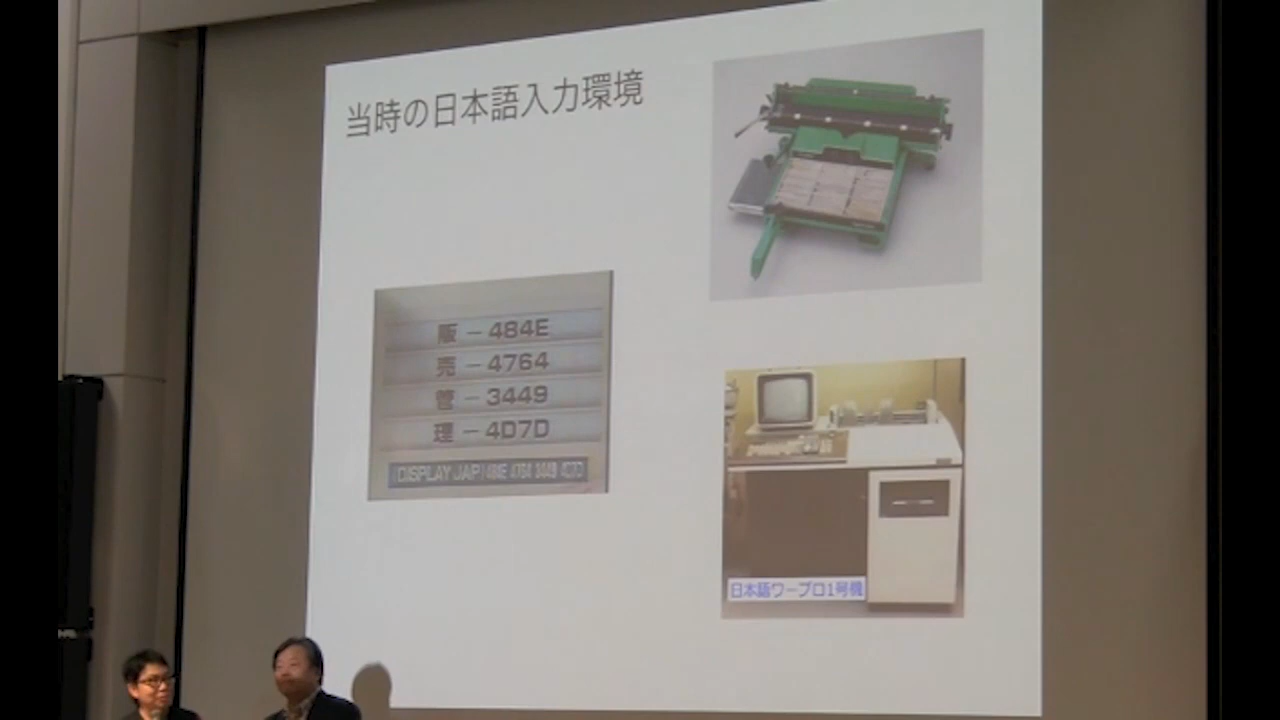 当時の日本語入力環境
販 － 484E
売 － 4764
管 － 3449
理 － 4D7D
DISPLAY JAP(484E 4764 3449 4D7D)
日本語ワープロ1号機